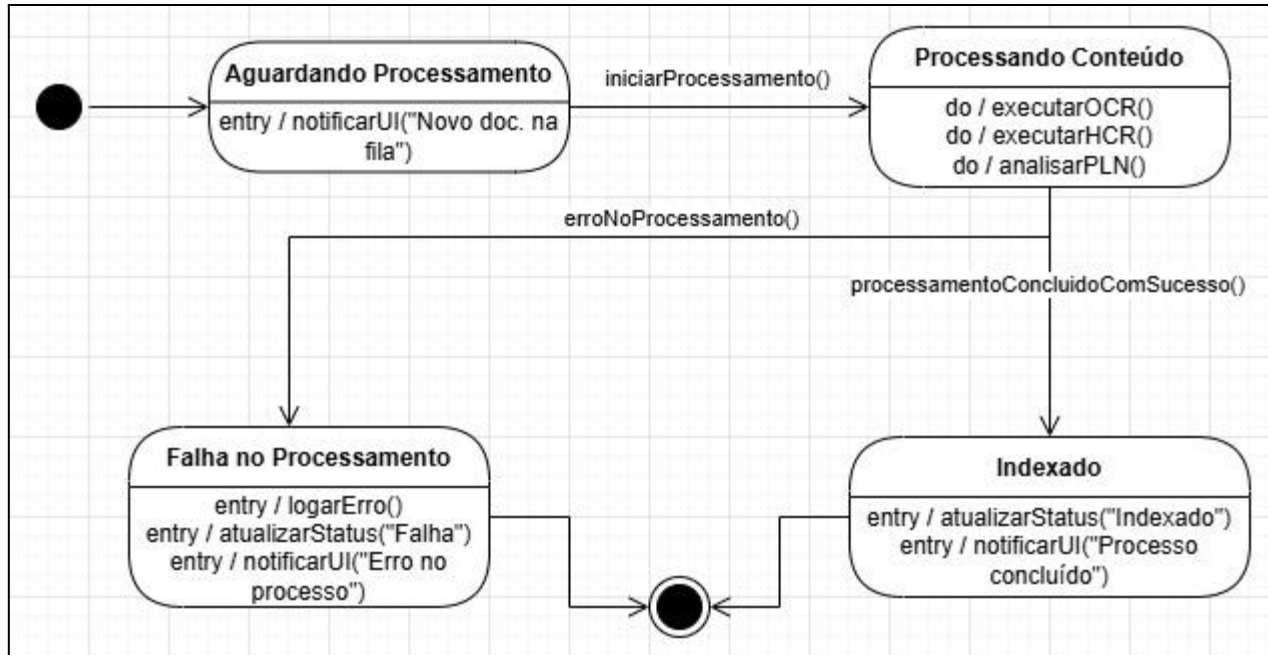 Aguardando Processamento
entry / notificarUI("Novo doc. na
fila")
iniciarProcessamento()
Processando Conteúdo
do / executarOCR()
do / executarHCR()
do / analisarPLN()
erroNoProcessamento()
processamentoConcluidoComSucesso()
Falha no Processamento
entry / logarErro()
entry / atualizarStatus("Falha")
entry / notificarUI("Erro no
processo")
Indexado
entry / atualizarStatus("Indexado")
entry / notificarUI("Processo
concluído")